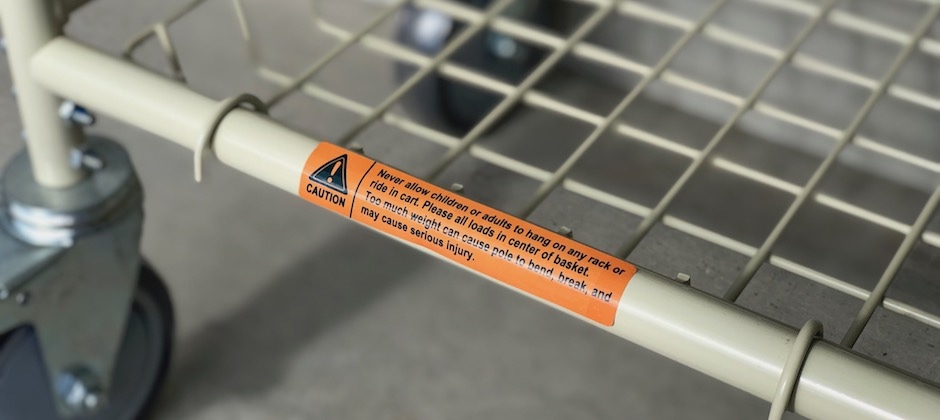 CAUTION
Never allow children or adults to hang on any rack or
ride in cart. Please all loads in center of basket.
Too much weight can cause pole to bend, break, and
may cause serious injury.